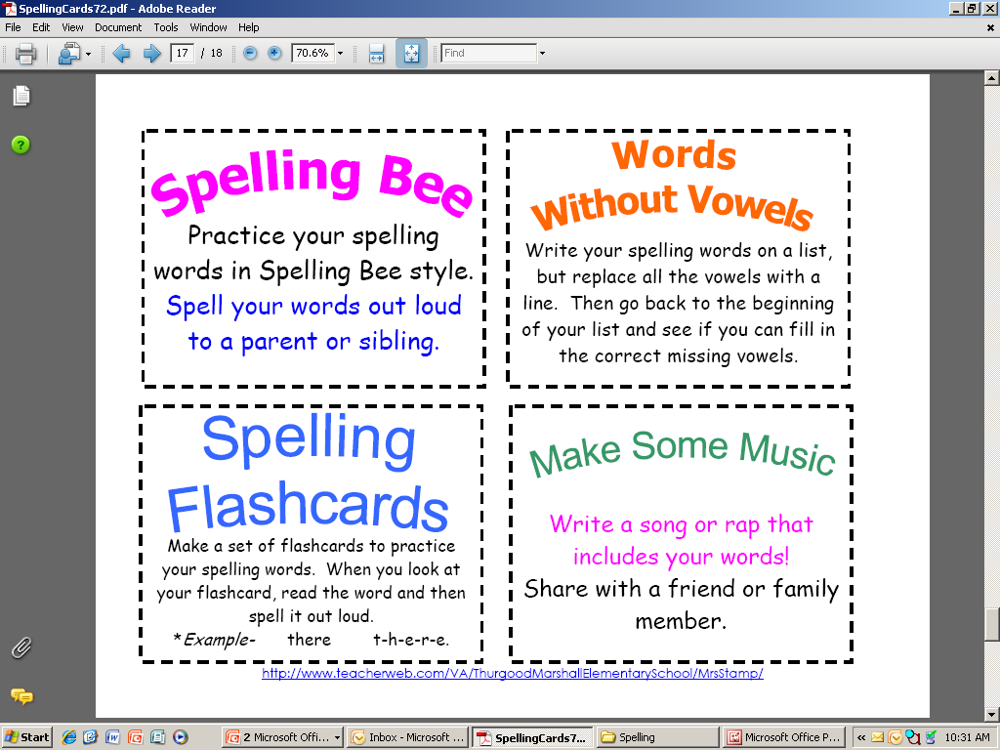 SpellingCards72.pdf - Adobe Reader
File Edit View Document Tools Window Help
17 / 18 70.6% Find
Spelling Bee
Practice your spelling
words in Spelling Bee style.
Spell your words out loud
to a parent or sibling.
Words
Without Vowels
Write your spelling words on a list,
but replace all the vowels with a
line. Then go back to the beginning
of your list and see if you can fill in
the correct missing vowels.
Spelling
Flashcards
Make a set of flashcards to practice
your spelling words. When you look at
your flashcard, read the word and then
spell it out loud.
*Example- there t-h-e-r-e.
Make Some Music
Write a song or rap that
includes your words!
Share with a friend or family
member.
http://www.teacherweb.com/VA/ThurgoodMarshallElementarySchool/MrsStamp/
Start 2 Microsoft Offi... Inbox - Microsoft ... SpellingCards7... Spelling Microsoft Office P... « 10:31 AM